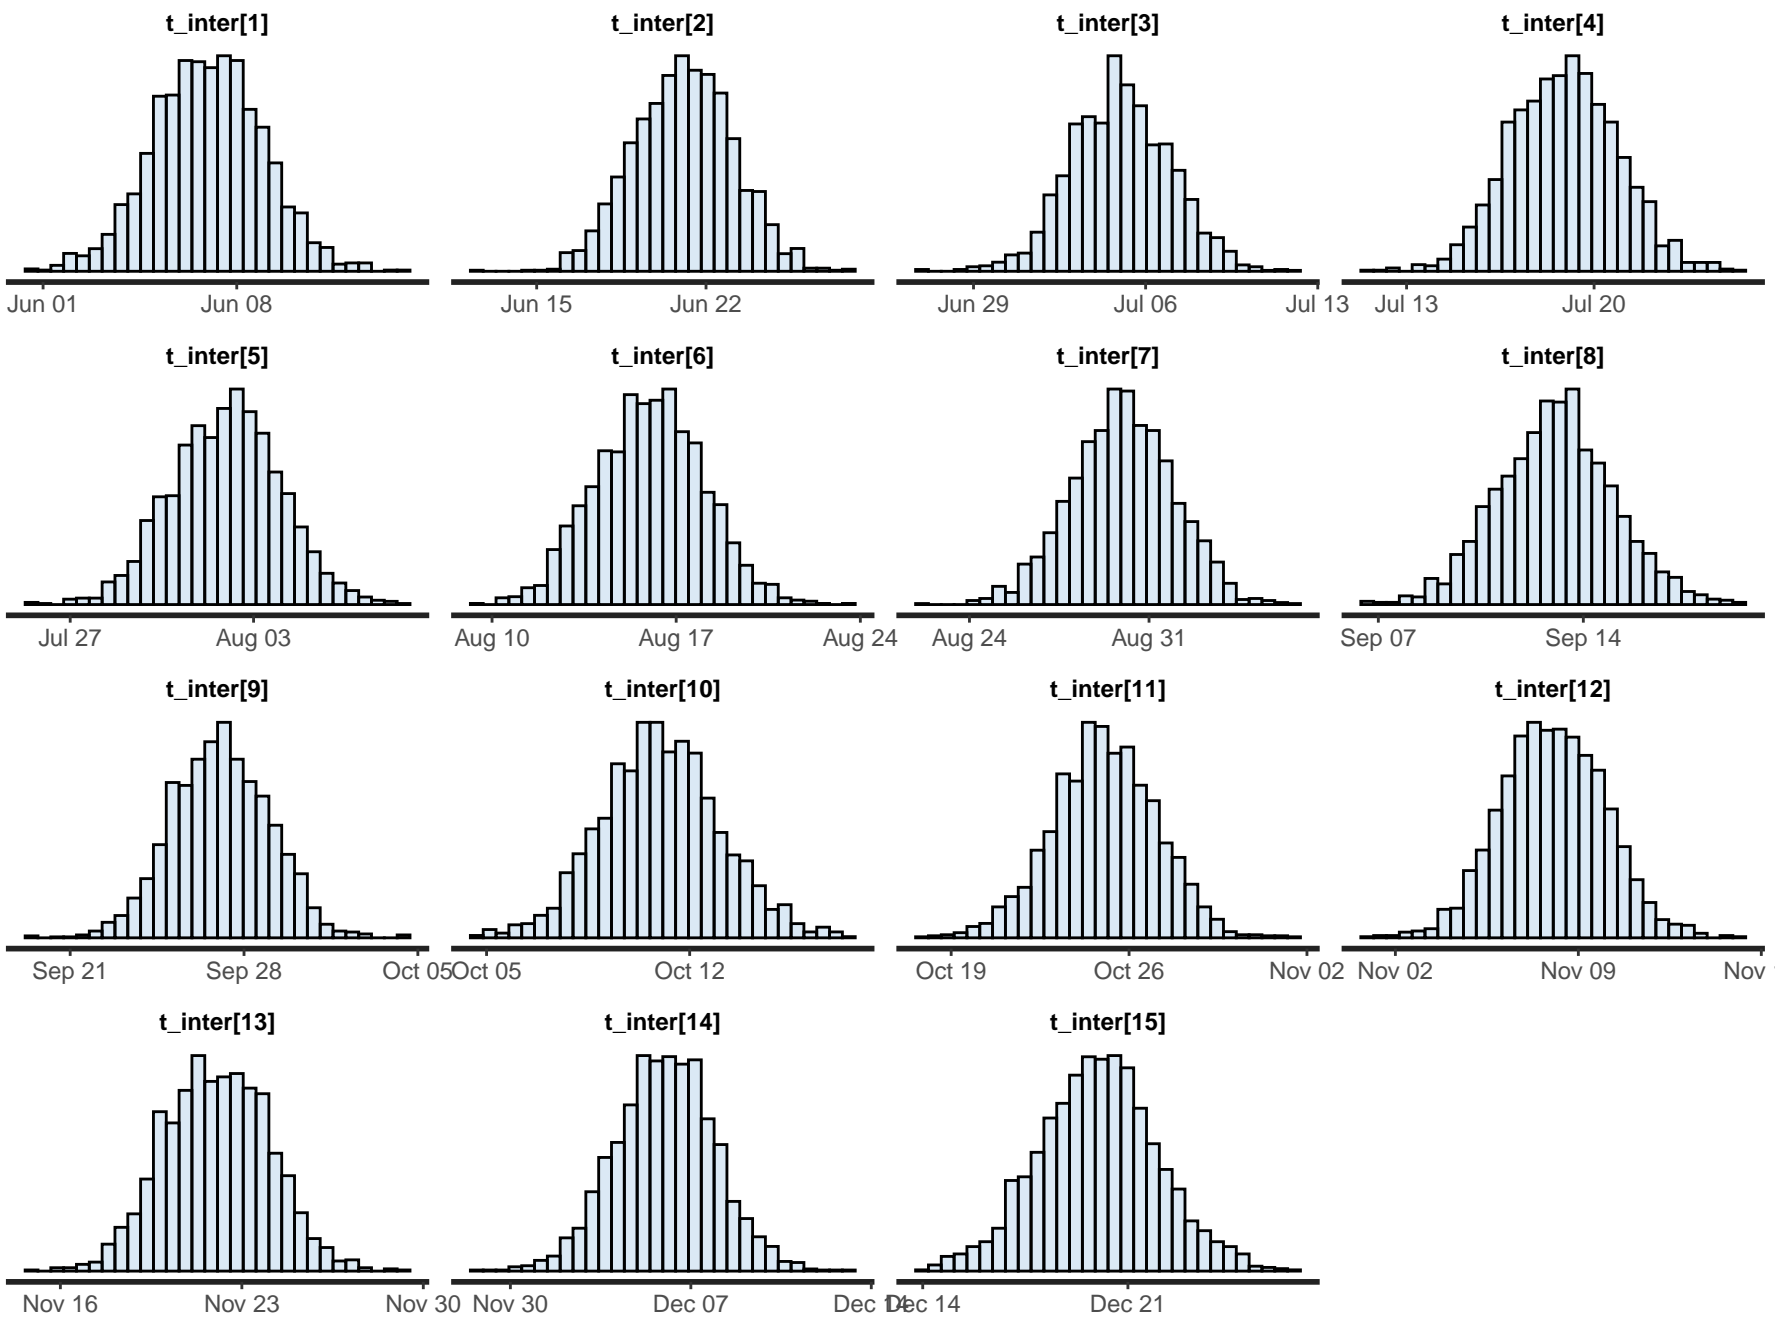 t_inter[1] t_inter[2] t_inter[3] t_inter[4]
Jun 01 Jun 08 Jun 15 Jun 22 Jun 29 Jul 06 Jul 13 Jul 13 Jul 20
t_inter[5] t_inter[6] t_inter[7] t_inter[8]
Jul 27 Aug 03 Aug 10 Aug 17 Aug 24 Aug 24 Aug 31 Sep 07 Sep 14
t_inter[9] t_inter[10] t_inter[11] t_inter[12]
Sep 21 Sep 28 Oct 05 Oct 05 Oct 12 Oct 19 Oct 26 Nov 02 Nov 02 Nov 09 Nov
t_inter[13] t_inter[14] t_inter[15]
Nov 16 Nov 23 Nov 30 Nov 30 Dec 07 Dec 14 Dec 14 Dec 21